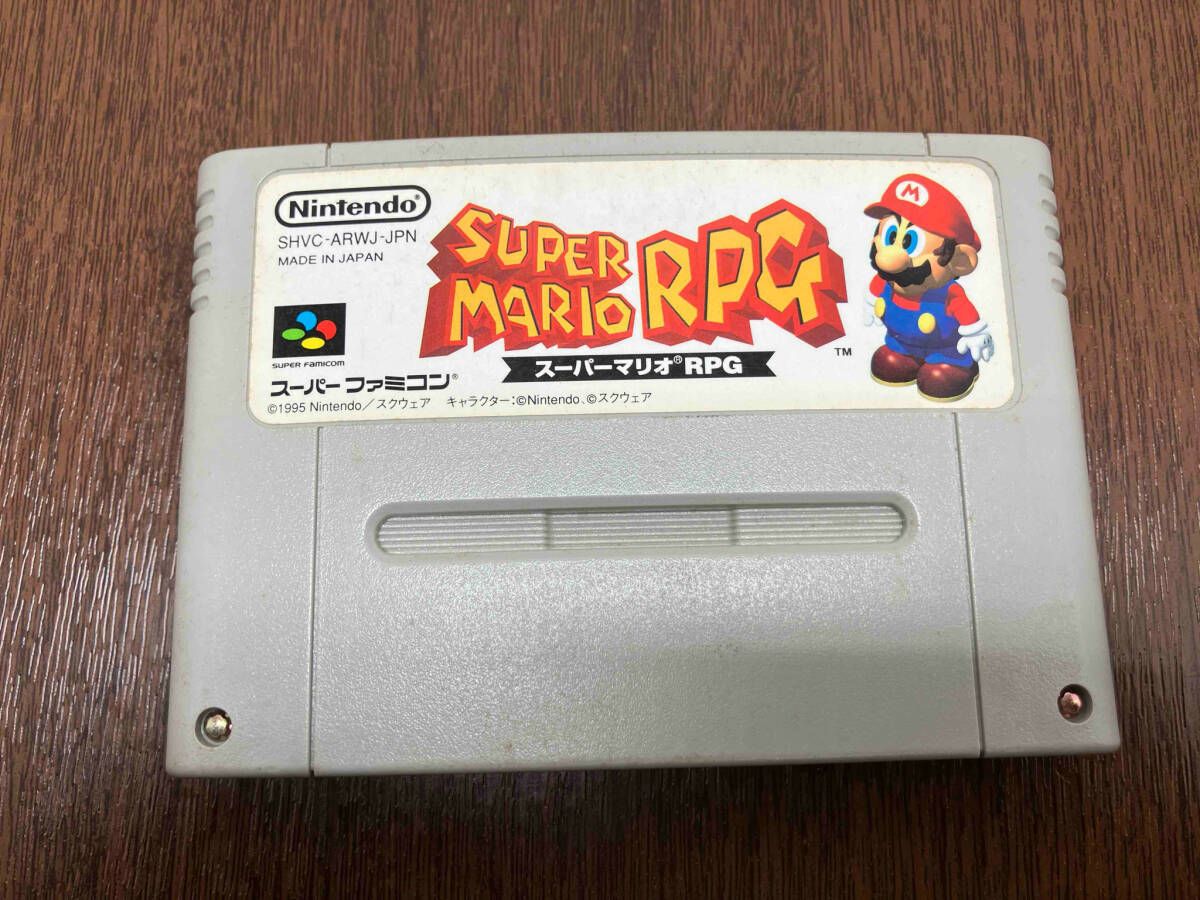 Nintendo®
SHVC-ARWJ-JPN
MADE IN JAPAN
SUPER FAMICOM
スーパーファミコン®
SUPER
MARIO RPG
™
スーパーマリオ®RPG
M
©1995 Nintendo/スクウェア キャラクター:©Nintendo、©スクウェア